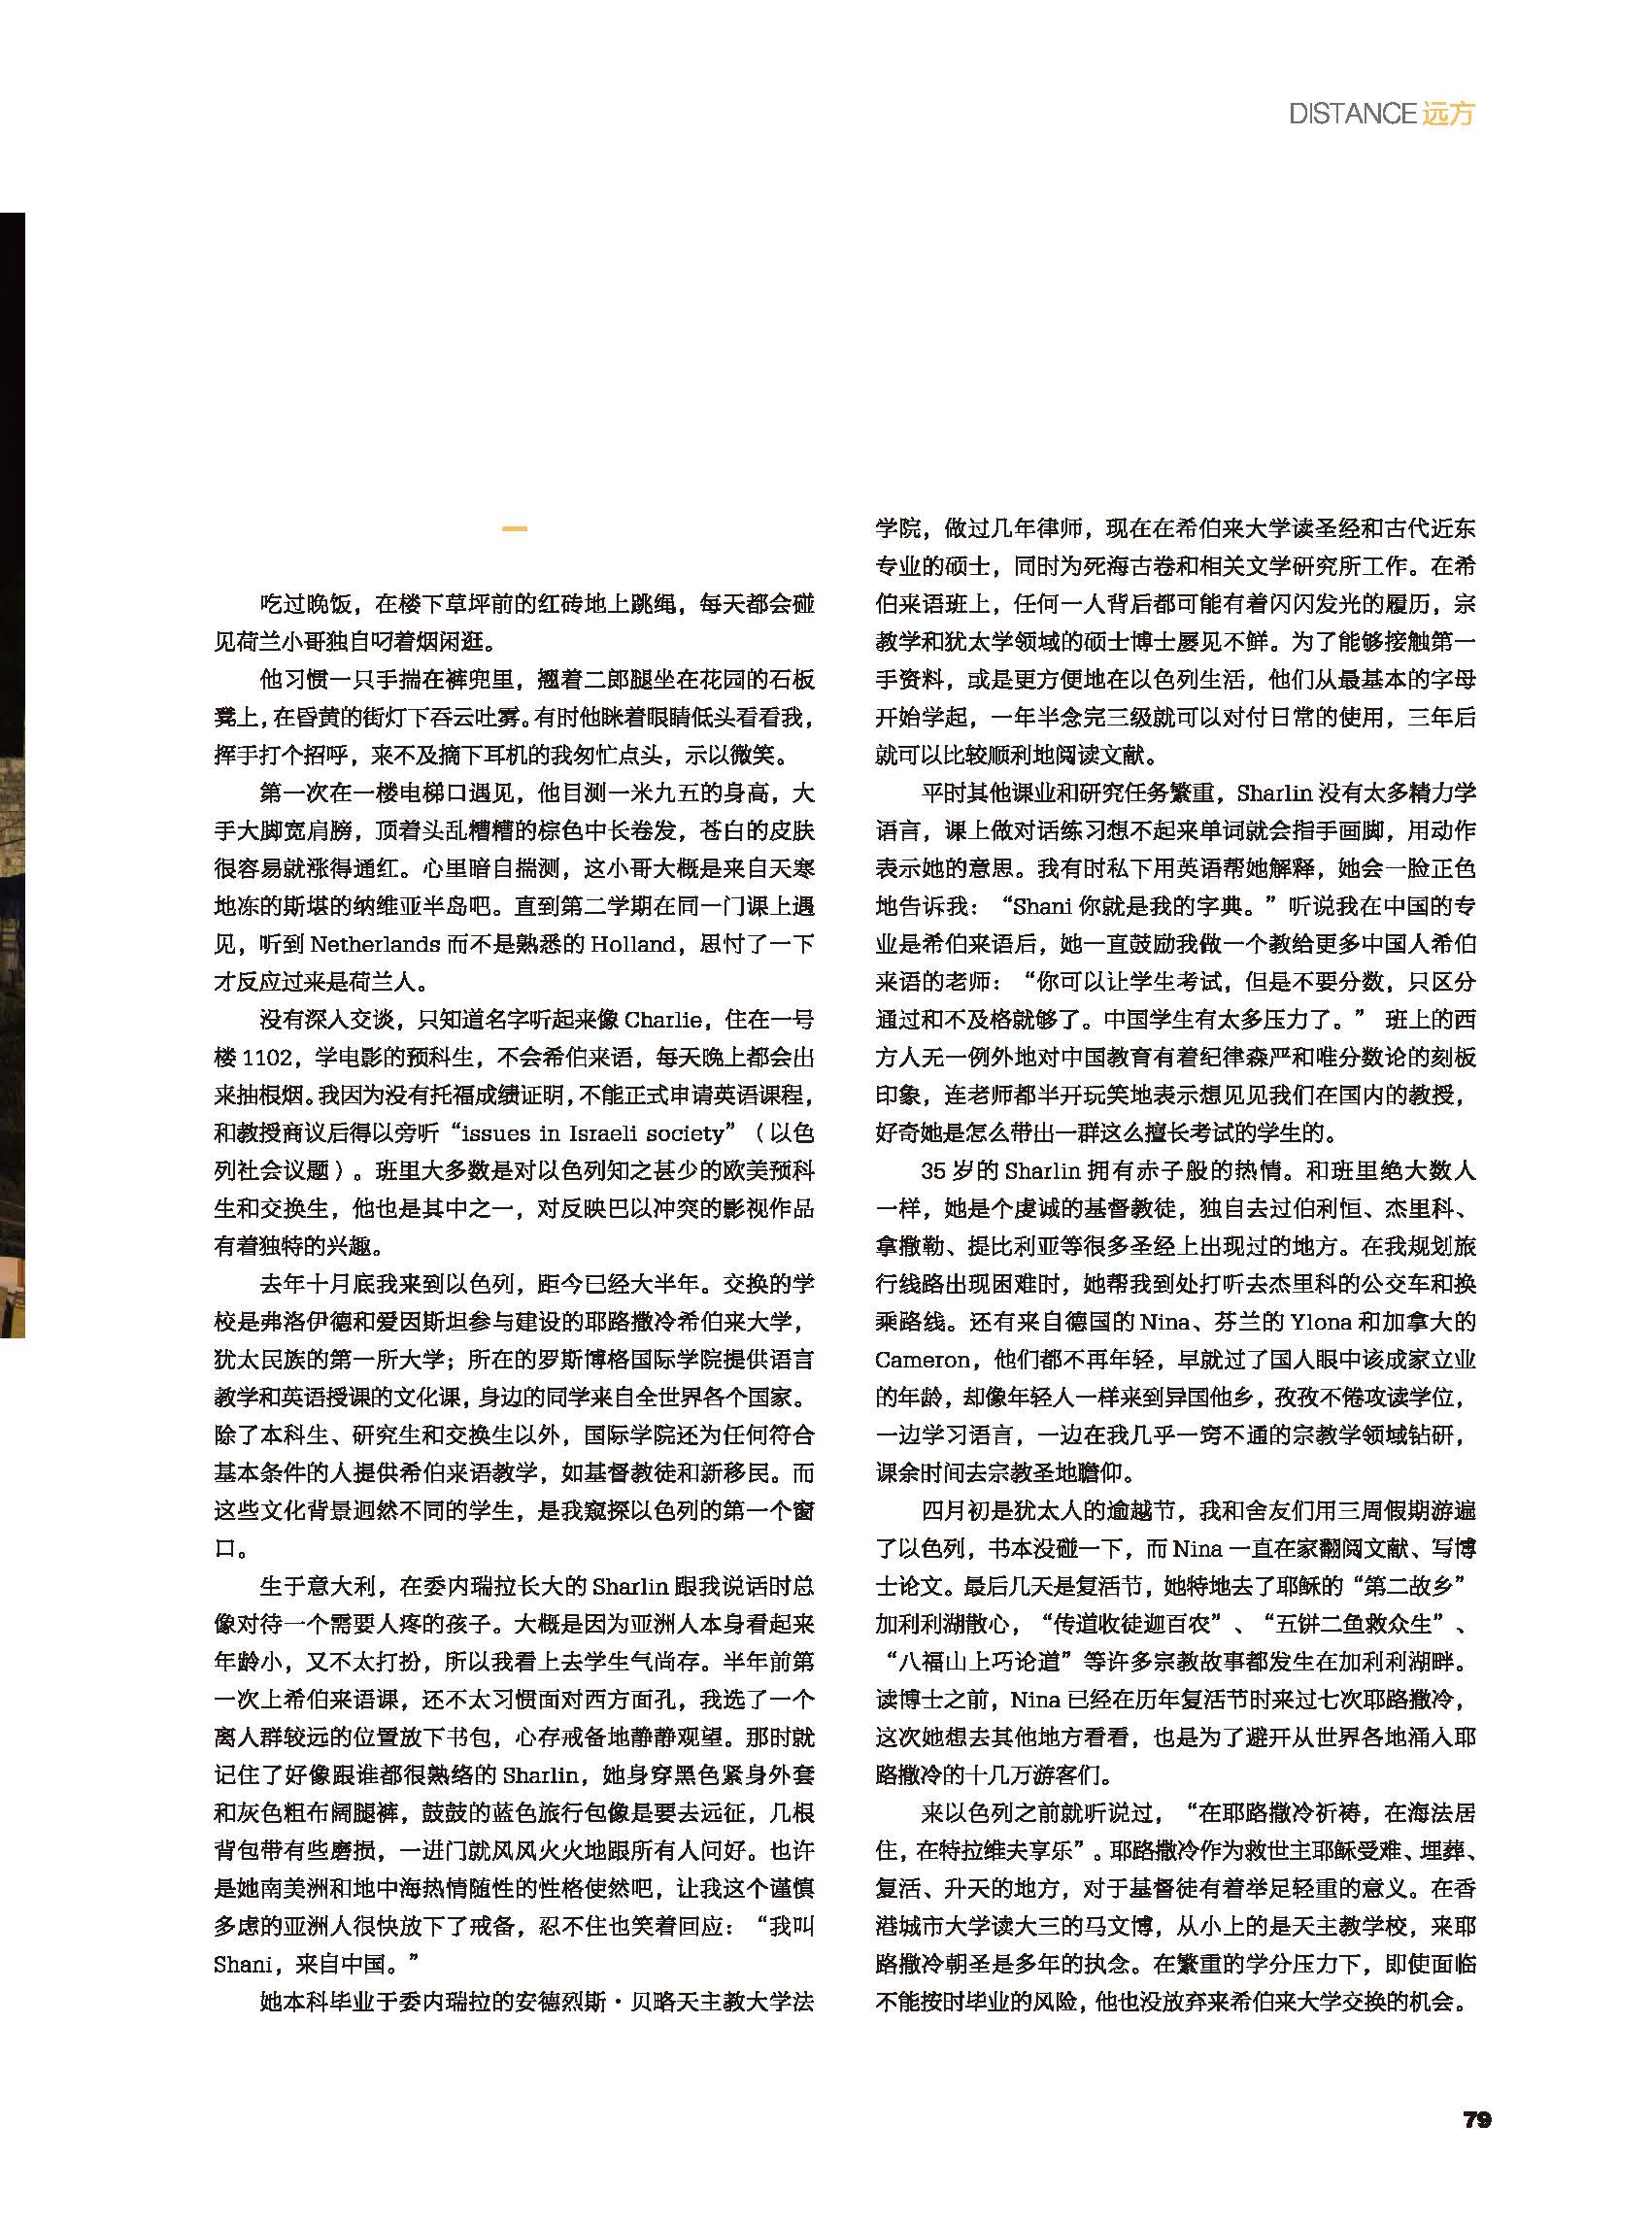 DISTANCE 远方
一
吃过晚饭，在楼下草坪前的红砖地上跳绳，每天都会碰
见荷兰小哥独自叼着烟闲逛。
他习惯一只手揣在裤兜里，翘着二郎腿坐在花园的石板
凳上，在昏黄的街灯下吞云吐雾。有时他眯着眼睛低头看看我，
挥手打个招呼，来不及摘下耳机的我匆忙点头，示以微笑。
第一次在一楼电梯口遇见，他目测一米九五的身高，大
手大脚宽肩膀，顶着头乱糟糟的棕色中长卷发，苍白的皮肤
很容易就涨得通红。心里暗自揣测，这小哥大概是来自天寒
地冻的斯堪的纳维亚半岛吧。直到第二学期在同一门课上遇
见，听到 Netherlands 而不是熟悉的 Holland，思忖了一下
才反应过来是荷兰人。
没有深入交谈，只知道名字听起来像 Charlie，住在一号
楼 1102，学电影的预科生，不会希伯来语，每天晚上都会出
来抽根烟。我因为没有托福成绩证明，不能正式申请英语课程，
和教授商议后得以旁听“issues in Israeli society”（以色
列社会议题）。班里大多数是对以色列知之甚少的欧美预科
生和交换生，他也是其中之一，对反映巴以冲突的影视作品
有着独特的兴趣。
去年十月底我来到以色列，距今已经大半年。交换的学
校是弗洛伊德和爱因斯坦参与建设的耶路撒冷希伯来大学，
犹太民族的第一所大学；所在的罗斯博格国际学院提供语言
教学和英语授课的文化课，身边的同学来自全世界各个国家。
除了本科生、研究生和交换生以外，国际学院还为任何符合
基本条件的人提供希伯来语教学，如基督教徒和新移民。而
这些文化背景迥然不同的学生，是我窥探以色列的第一个窗
口。
生于意大利，在委内瑞拉长大的 Sharlin 跟我说话时总
像对待一个需要人疼的孩子。大概是因为亚洲人本身看起来
年龄小，又不太打扮，所以我看上去学生气尚存。半年前第
一次上希伯来语课，还不太习惯面对西方面孔，我选了一个
离人群较远的位置放下书包，心存戒备地静静观望。那时就
记住了好像跟谁都很熟络的 Sharlin，她身穿黑色紧身外套
和灰色粗布阔腿裤，鼓鼓的蓝色旅行包像是要去远征，几根
背包带有些磨损，一进门就风风火火地跟所有人问好。也许
是她南美洲和地中海热情随性的性格使然吧，让我这个谨慎
多虑的亚洲人很快放下了戒备，忍不住也笑着回应：“我叫
Shani，来自中国。”
她本科毕业于委内瑞拉的安德烈斯·贝略天主教大学法
学院，做过几年律师，现在在希伯来大学读圣经和古代近东
专业的硕士，同时为死海古卷和相关文学研究所工作。在希
伯来语班上，任何一人背后都可能有着闪闪发光的履历，宗
教学和犹太学领域的硕士博士屡见不鲜。为了能够接触第一
手资料，或是更方便地在以色列生活，他们从最基本的字母
开始学起，一年半念完三级就可以对付日常的使用，三年后
就可以比较顺利地阅读文献。
平时其他课业和研究任务繁重，Sharlin 没有太多精力学
语言，课上做对话练习想不起来单词就会指手画脚，用动作
表示她的意思。我有时私下用英语帮她解释，她会一脸正色
地告诉我：“Shani 你就是我的字典。”听说我在中国的专
业是希伯来语后，她一直鼓励我做一个教给更多中国人希伯
来语的老师：“你可以让学生考试，但是不要分数，只区分
通过和不及格就够了。中国学生有太多压力了。” 班上的西
方人无一例外地对中国教育有着纪律森严和唯分数论的刻板
印象，连老师都半开玩笑地表示想见见我们在国内的教授，
好奇她是怎么带出一群这么擅长考试的学生的。
35 岁的 Sharlin 拥有赤子般的热情。和班里绝大数人
一样，她是个虔诚的基督教徒，独自去过伯利恒、杰里科、
拿撒勒、提比利亚等很多圣经上出现过的地方。在我规划旅
行线路出现困难时，她帮我到处打听去杰里科的公交车和换
乘路线。还有来自德国的 Nina、芬兰的 Ylona 和加拿大的
Cameron，他们都不再年轻，早就过了国人眼中该成家立业
的年龄，却像年轻人一样来到异国他乡，孜孜不倦攻读学位，
一边学习语言，一边在我几乎一窍不通的宗教学领域钻研，
课余时间去宗教圣地瞻仰。
四月初是犹太人的逾越节，我和舍友们用三周假期游遍
了以色列，书本没碰一下，而 Nina 一直在家翻阅文献、写博
士论文。最后几天是复活节，她特地去了耶稣的“第二故乡”
加利利湖散心，“传道收徒迦百农”、“五饼二鱼救众生”、
“八福山上巧论道”等许多宗教故事都发生在加利利湖畔。
读博士之前，Nina 已经在历年复活节时来过七次耶路撒冷，
这次她想去其他地方看看，也是为了避开从世界各地涌入耶
路撒冷的十几万游客们。
来以色列之前就听说过，“在耶路撒冷祈祷，在海法居
住，在特拉维夫享乐”。耶路撒冷作为救世主耶稣受难、埋葬、
复活、升天的地方，对于基督徒有着举足轻重的意义。在香
港城市大学读大三的马文博，从小上的是天主教学校，来耶
路撒冷朝圣是多年的执念。在繁重的学分压力下，即使面临
不能按时毕业的风险，他也没放弃来希伯来大学交换的机会。
79